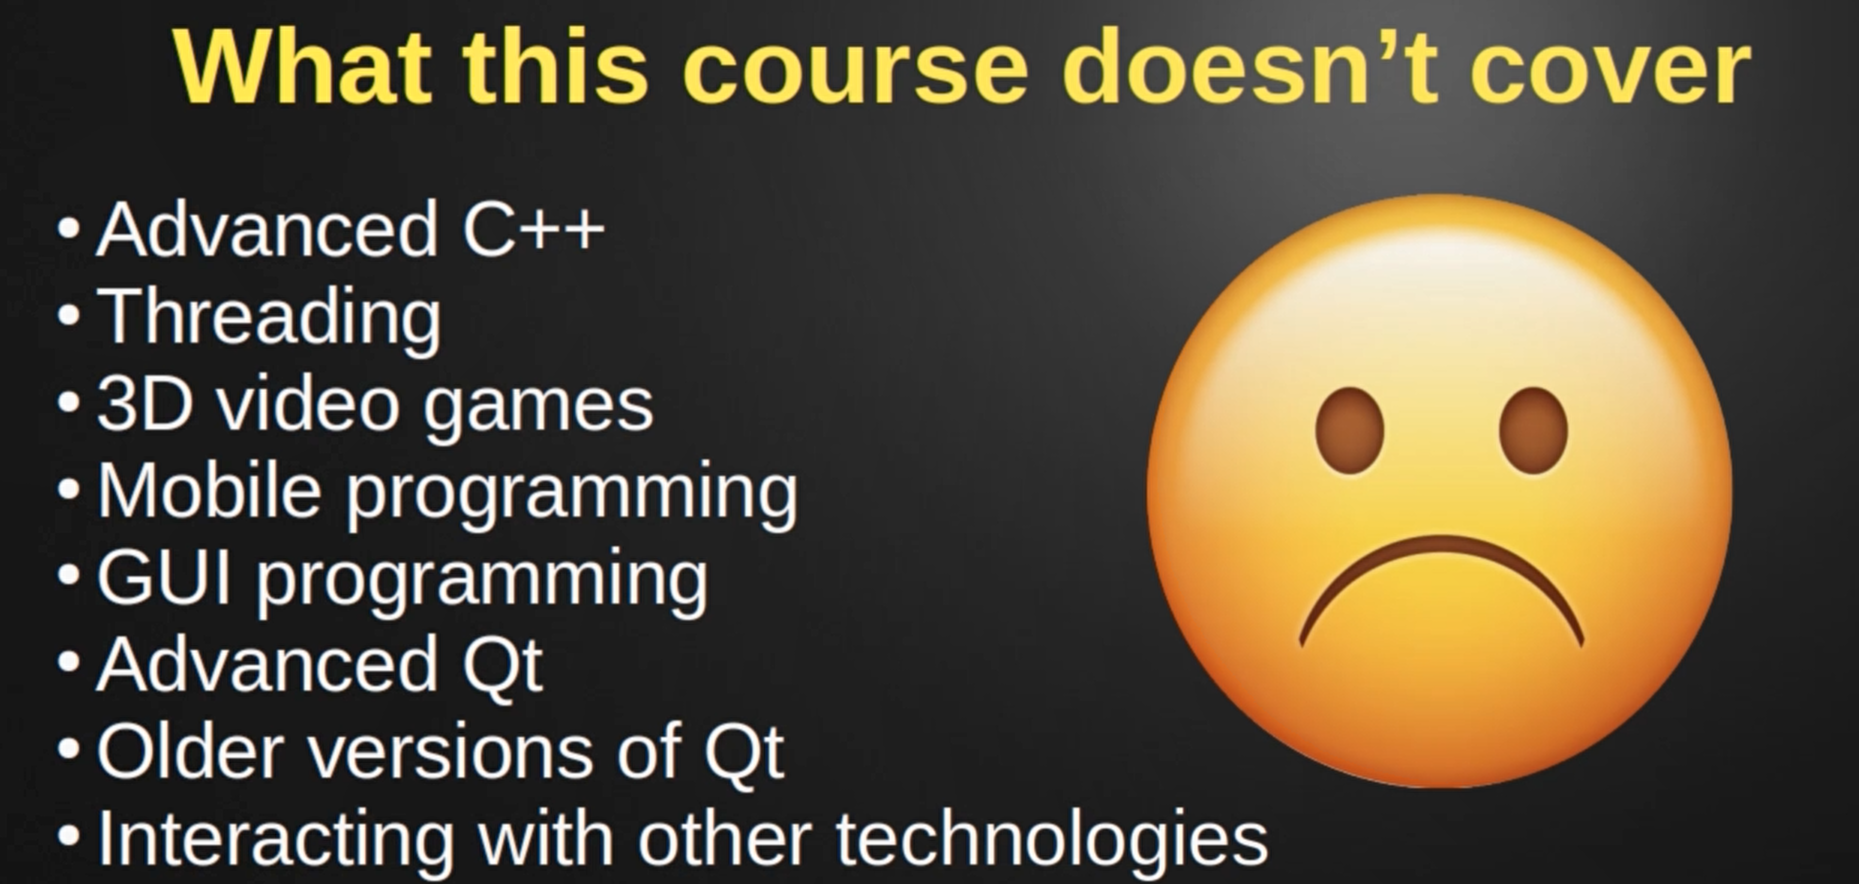 What this course doesn’t cover
• Advanced C++
• Threading
• 3D video games
• Mobile programming
• GUI programming
• Advanced Qt
• Older versions of Qt
• Interacting with other technologies